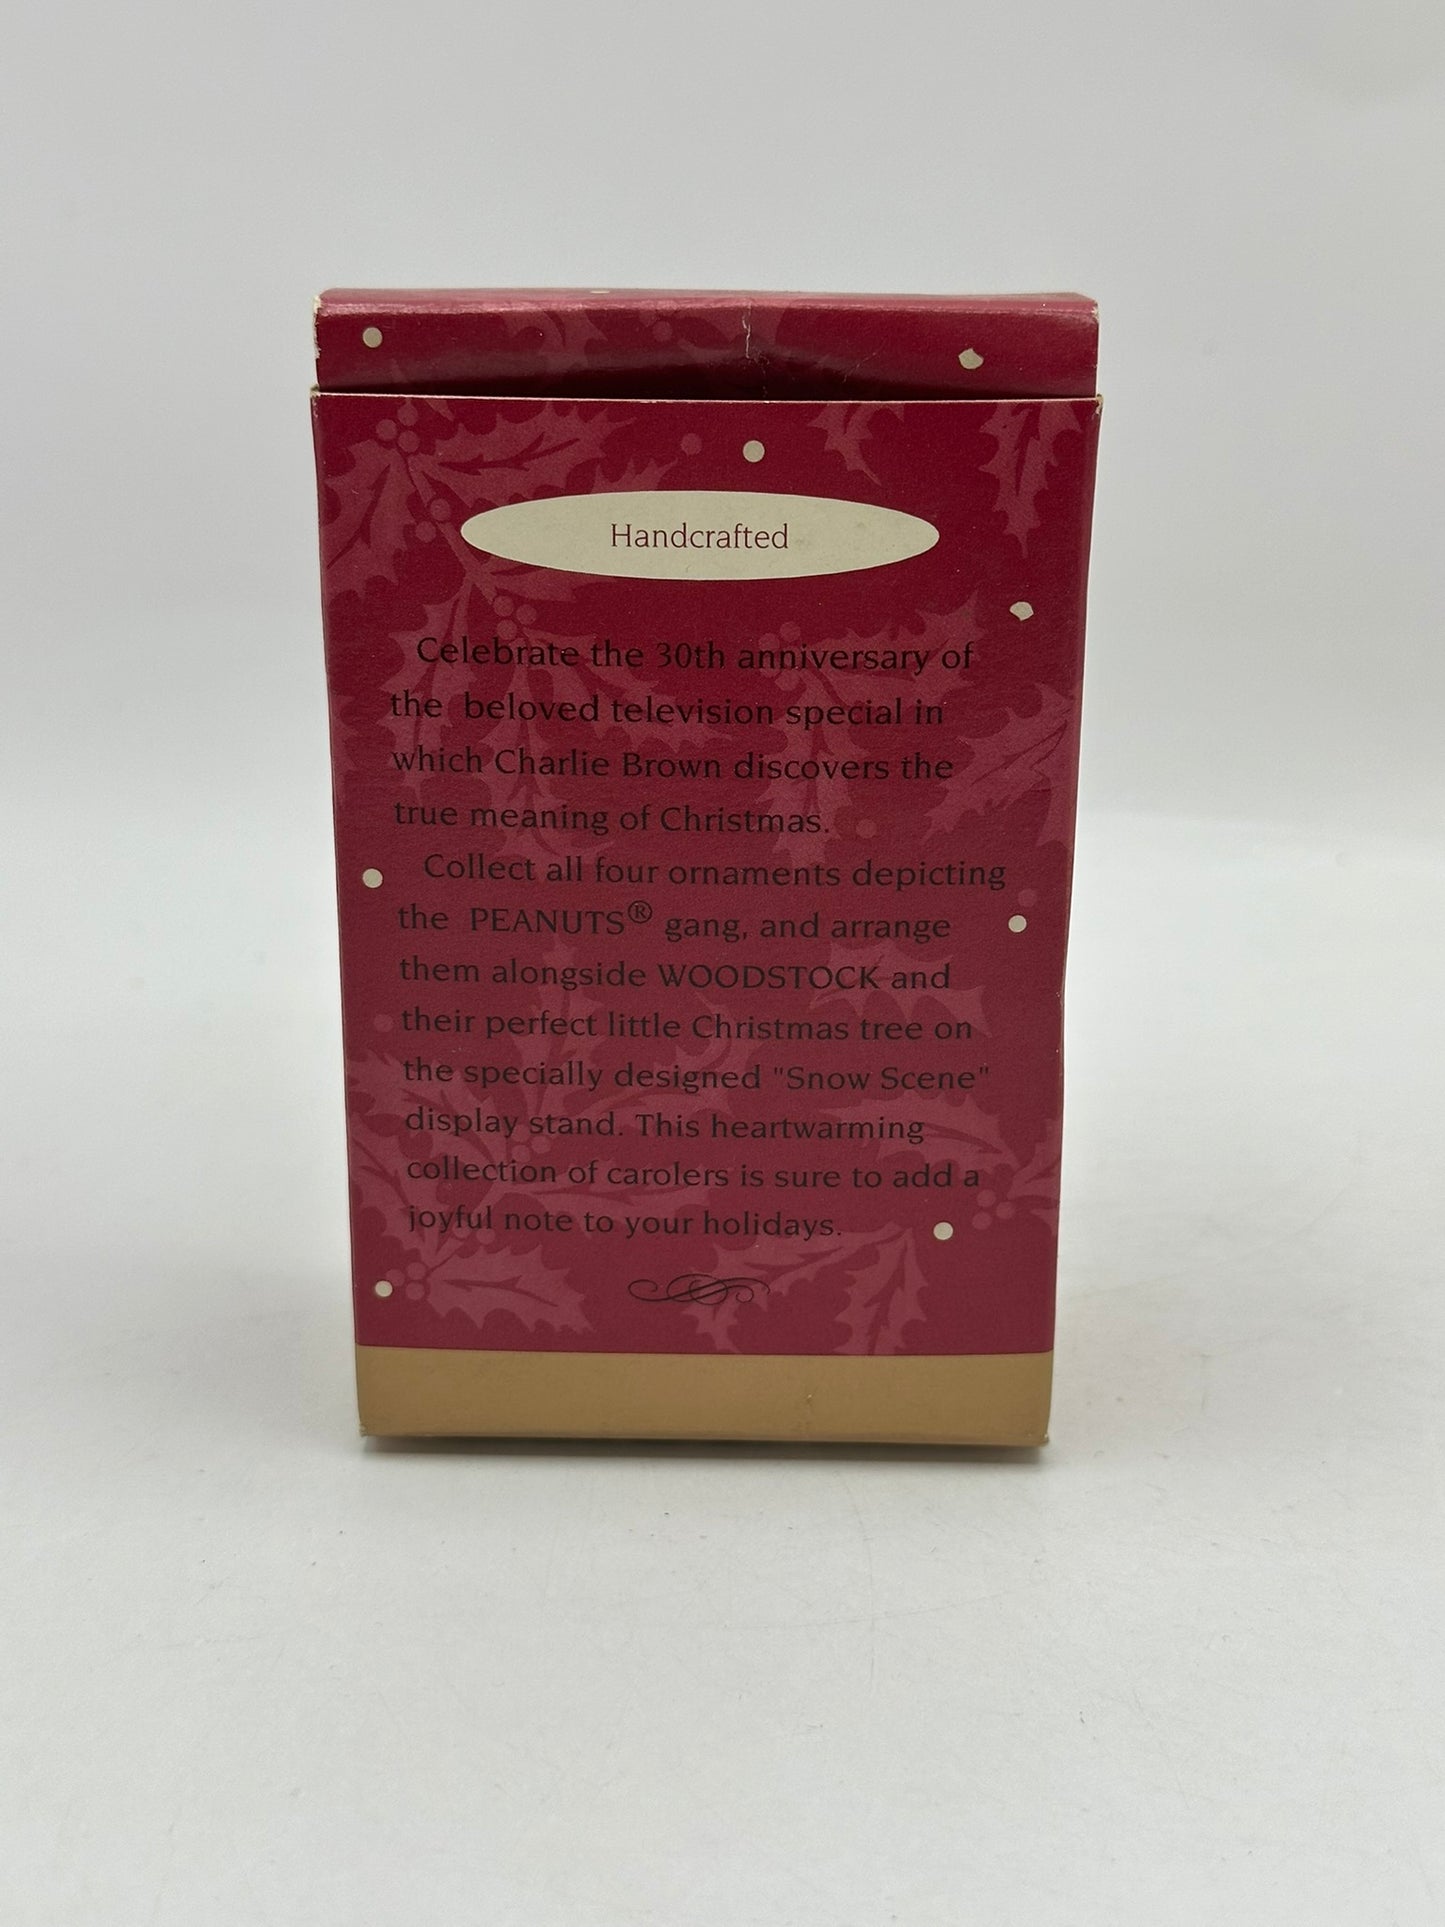 Handcrafted
Celebrate the 30th anniversary of
the beloved television special in
which Charlie Brown discovers the
true meaning of Christmas.
Collect all four ornaments depicting
the PEANUTS® gang, and arrange
them alongside WOODSTOCK and
their perfect little Christmas tree on
the specially designed "Snow Scene"
display stand. This heartwarming
collection of carolers is sure to add a
joyful note to your holidays.